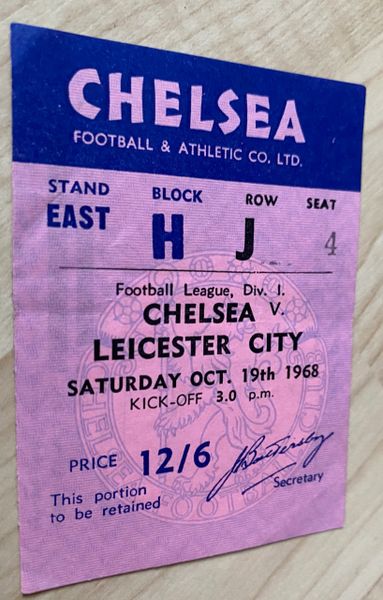 CHELSEA
FOOTBALL & ATHLETIC CO. LTD.
STAND BLOCK ROW SEAT
EAST H J 4
Football League, Div. 1.
CHELSEA V.
LEICESTER CITY
SATURDAY OCT. 19th 1968
KICK-OFF 3.0 p.m.
PRICE 12/6
Secretary
This portion
to be retained